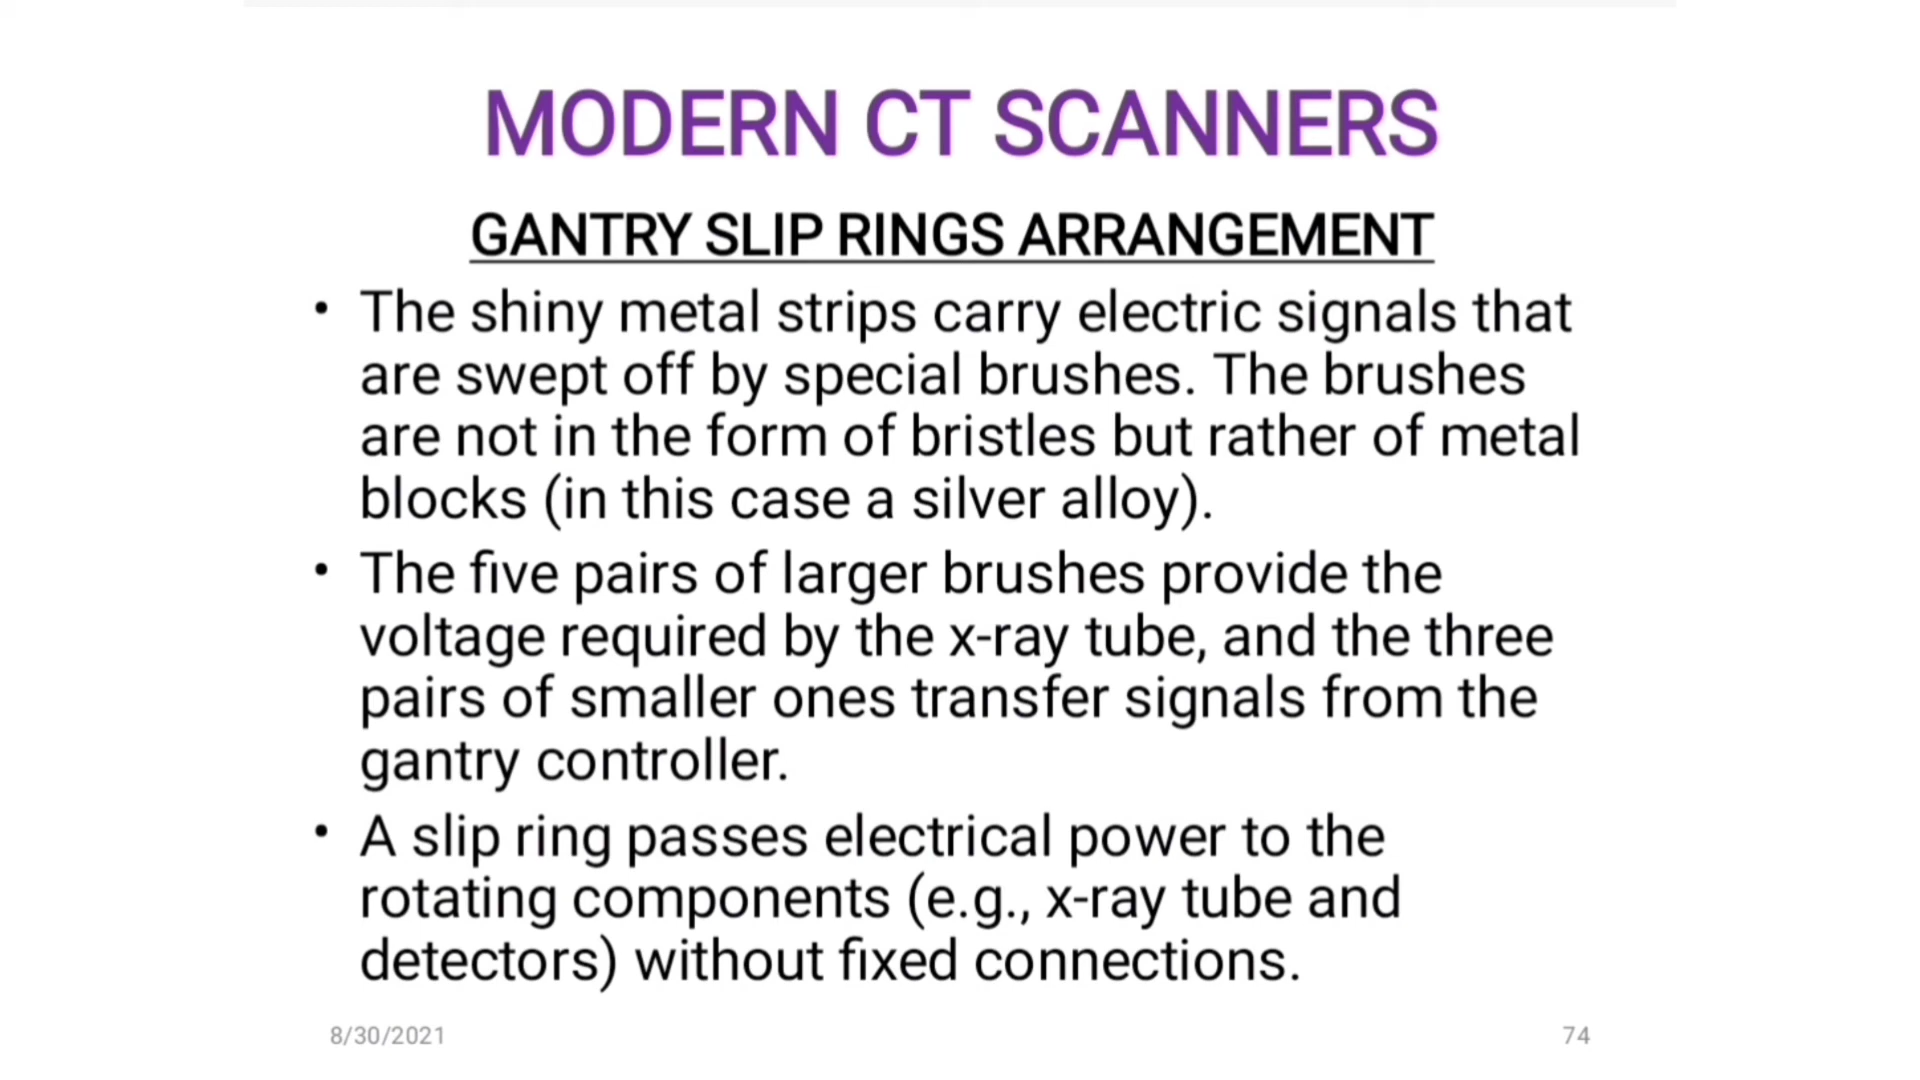 MODERN CT SCANNERS
GANTRY SLIP RINGS ARRANGEMENT
• The shiny metal strips carry electric signals that
are swept off by special brushes. The brushes
are not in the form of bristles but rather of metal
blocks (in this case a silver alloy).
• The five pairs of larger brushes provide the
voltage required by the x-ray tube, and the three
pairs of smaller ones transfer signals from the
gantry controller.
• A slip ring passes electrical power to the
rotating components (e.g., x-ray tube and
detectors) without fixed connections.
8/30/2021
74